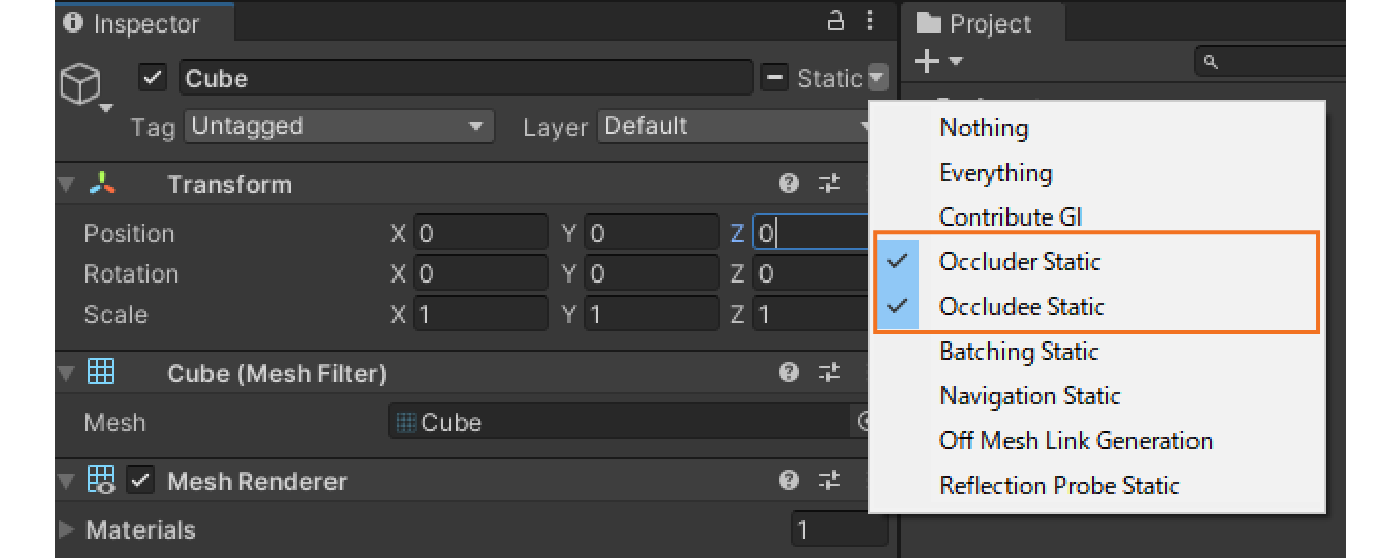 Inspector
Project
Cube
Static
Tag Untagged Layer Default
Nothing
Everything
Contribute GI
Occluder Static
Occludee Static
Batching Static
Navigation Static
Off Mesh Link Generation
Reflection Probe Static
Transform
Position X 0 Y 0 Z 0
Rotation X 0 Y 0 Z 0
Scale X 1 Y 1 Z 1
Cube (Mesh Filter)
Mesh Cube
Mesh Renderer
Materials 1